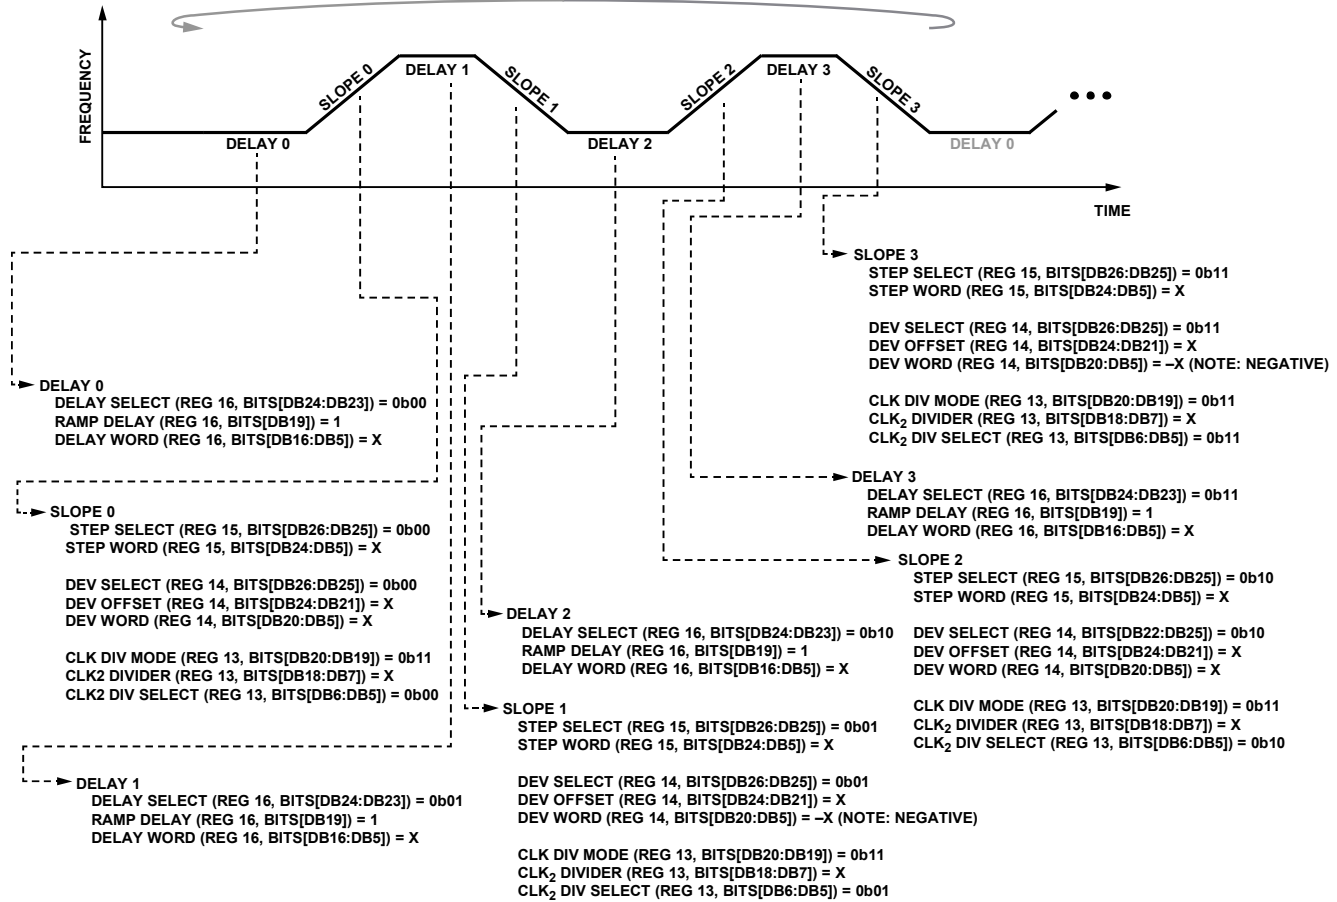 FREQUENCY
SLOPE 0
DELAY 1
SLOPE 1
SLOPE 2
DELAY 3
SLOPE 3
DELAY 0
DELAY 2
DELAY 0
TIME
SLOPE 3
STEP SELECT (REG 15, BITS[DB26:DB25]) = 0b11
STEP WORD (REG 15, BITS[DB24:DB5]) = X
DEV SELECT (REG 14, BITS[DB26:DB25]) = 0b11
DEV OFFSET (REG 14, BITS[DB24:DB21]) = X
DEV WORD (REG 14, BITS[DB20:DB5]) = –X (NOTE: NEGATIVE)
CLK DIV MODE (REG 13, BITS[DB20:DB19]) = 0b11
CLK₂ DIVIDER (REG 13, BITS[DB18:DB7]) = X
CLK₂ DIV SELECT (REG 13, BITS[DB6:DB5]) = 0b11
DELAY 0
DELAY SELECT (REG 16, BITS[DB24:DB23]) = 0b00
RAMP DELAY (REG 16, BITS[DB19]) = 1
DELAY WORD (REG 16, BITS[DB16:DB5]) = X
DELAY 3
DELAY SELECT (REG 16, BITS[DB24:DB23]) = 0b11
RAMP DELAY (REG 16, BITS[DB19]) = 1
DELAY WORD (REG 16, BITS[DB16:DB5]) = X
SLOPE 0
STEP SELECT (REG 15, BITS[DB26:DB25]) = 0b00
STEP WORD (REG 15, BITS[DB24:DB5]) = X
DEV SELECT (REG 14, BITS[DB26:DB25]) = 0b00
DEV OFFSET (REG 14, BITS[DB24:DB21]) = X
DEV WORD (REG 14, BITS[DB20:DB5]) = X
CLK DIV MODE (REG 13, BITS[DB20:DB19]) = 0b11
CLK2 DIVIDER (REG 13, BITS[DB18:DB7]) = X
CLK2 DIV SELECT (REG 13, BITS[DB6:DB5]) = 0b00
SLOPE 2
STEP SELECT (REG 15, BITS[DB26:DB25]) = 0b10
STEP WORD (REG 15, BITS[DB24:DB5]) = X
DEV SELECT (REG 14, BITS[DB22:DB25]) = 0b10
DEV OFFSET (REG 14, BITS[DB24:DB21]) = X
DEV WORD (REG 14, BITS[DB20:DB5]) = X
CLK DIV MODE (REG 13, BITS[DB20:DB19]) = 0b11
CLK₂ DIVIDER (REG 13, BITS[DB18:DB7]) = X
CLK₂ DIV SELECT (REG 13, BITS[DB6:DB5]) = 0b10
DELAY 2
DELAY SELECT (REG 16, BITS[DB24:DB23]) = 0b10
RAMP DELAY (REG 16, BITS[DB19]) = 1
DELAY WORD (REG 16, BITS[DB16:DB5]) = X
SLOPE 1
STEP SELECT (REG 15, BITS[DB26:DB25]) = 0b01
STEP WORD (REG 15, BITS[DB24:DB5]) = X
DEV SELECT (REG 14, BITS[DB26:DB25]) = 0b01
DEV OFFSET (REG 14, BITS[DB24:DB21]) = X
DEV WORD (REG 14, BITS[DB20:DB5]) = –X (NOTE: NEGATIVE)
CLK DIV MODE (REG 13, BITS[DB20:DB19]) = 0b11
CLK₂ DIVIDER (REG 13, BITS[DB18:DB7]) = X
CLK₂ DIV SELECT (REG 13, BITS[DB6:DB5]) = 0b01
DELAY 1
DELAY SELECT (REG 16, BITS[DB24:DB23]) = 0b01
RAMP DELAY (REG 16, BITS[DB19]) = 1
DELAY WORD (REG 16, BITS[DB16:DB5]) = X